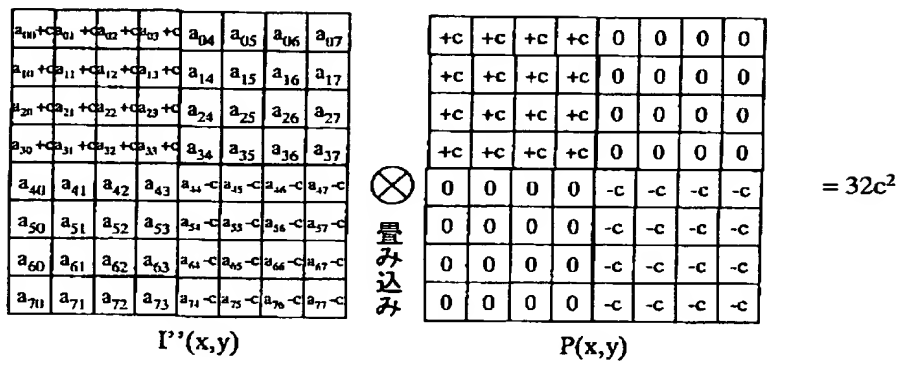 a00+c a01+c a02+c a03+c a04 a05 a06 a07
a10+c a11+c a12+c a13+c a14 a15 a16 a17
a20+c a21+c a22+c a23+c a24 a25 a26 a27
a30+c a31+c a32+c a33+c a34 a35 a36 a37
a40 a41 a42 a43 a44-c a45-c a46-c a47-c
a50 a51 a52 a53 a54-c a55-c a56-c a57-c
a60 a61 a62 a63 a64-c a65-c a66-c a67-c
a70 a71 a72 a73 a74-c a75-c a76-c a77-c
I’’(x,y)
⊗
畳み込み
+c +c +c +c 0 0 0 0
+c +c +c +c 0 0 0 0
+c +c +c +c 0 0 0 0
+c +c +c +c 0 0 0 0
0 0 0 0 -c -c -c -c
0 0 0 0 -c -c -c -c
0 0 0 0 -c -c -c -c
0 0 0 0 -c -c -c -c
P(x,y)
= 32c²